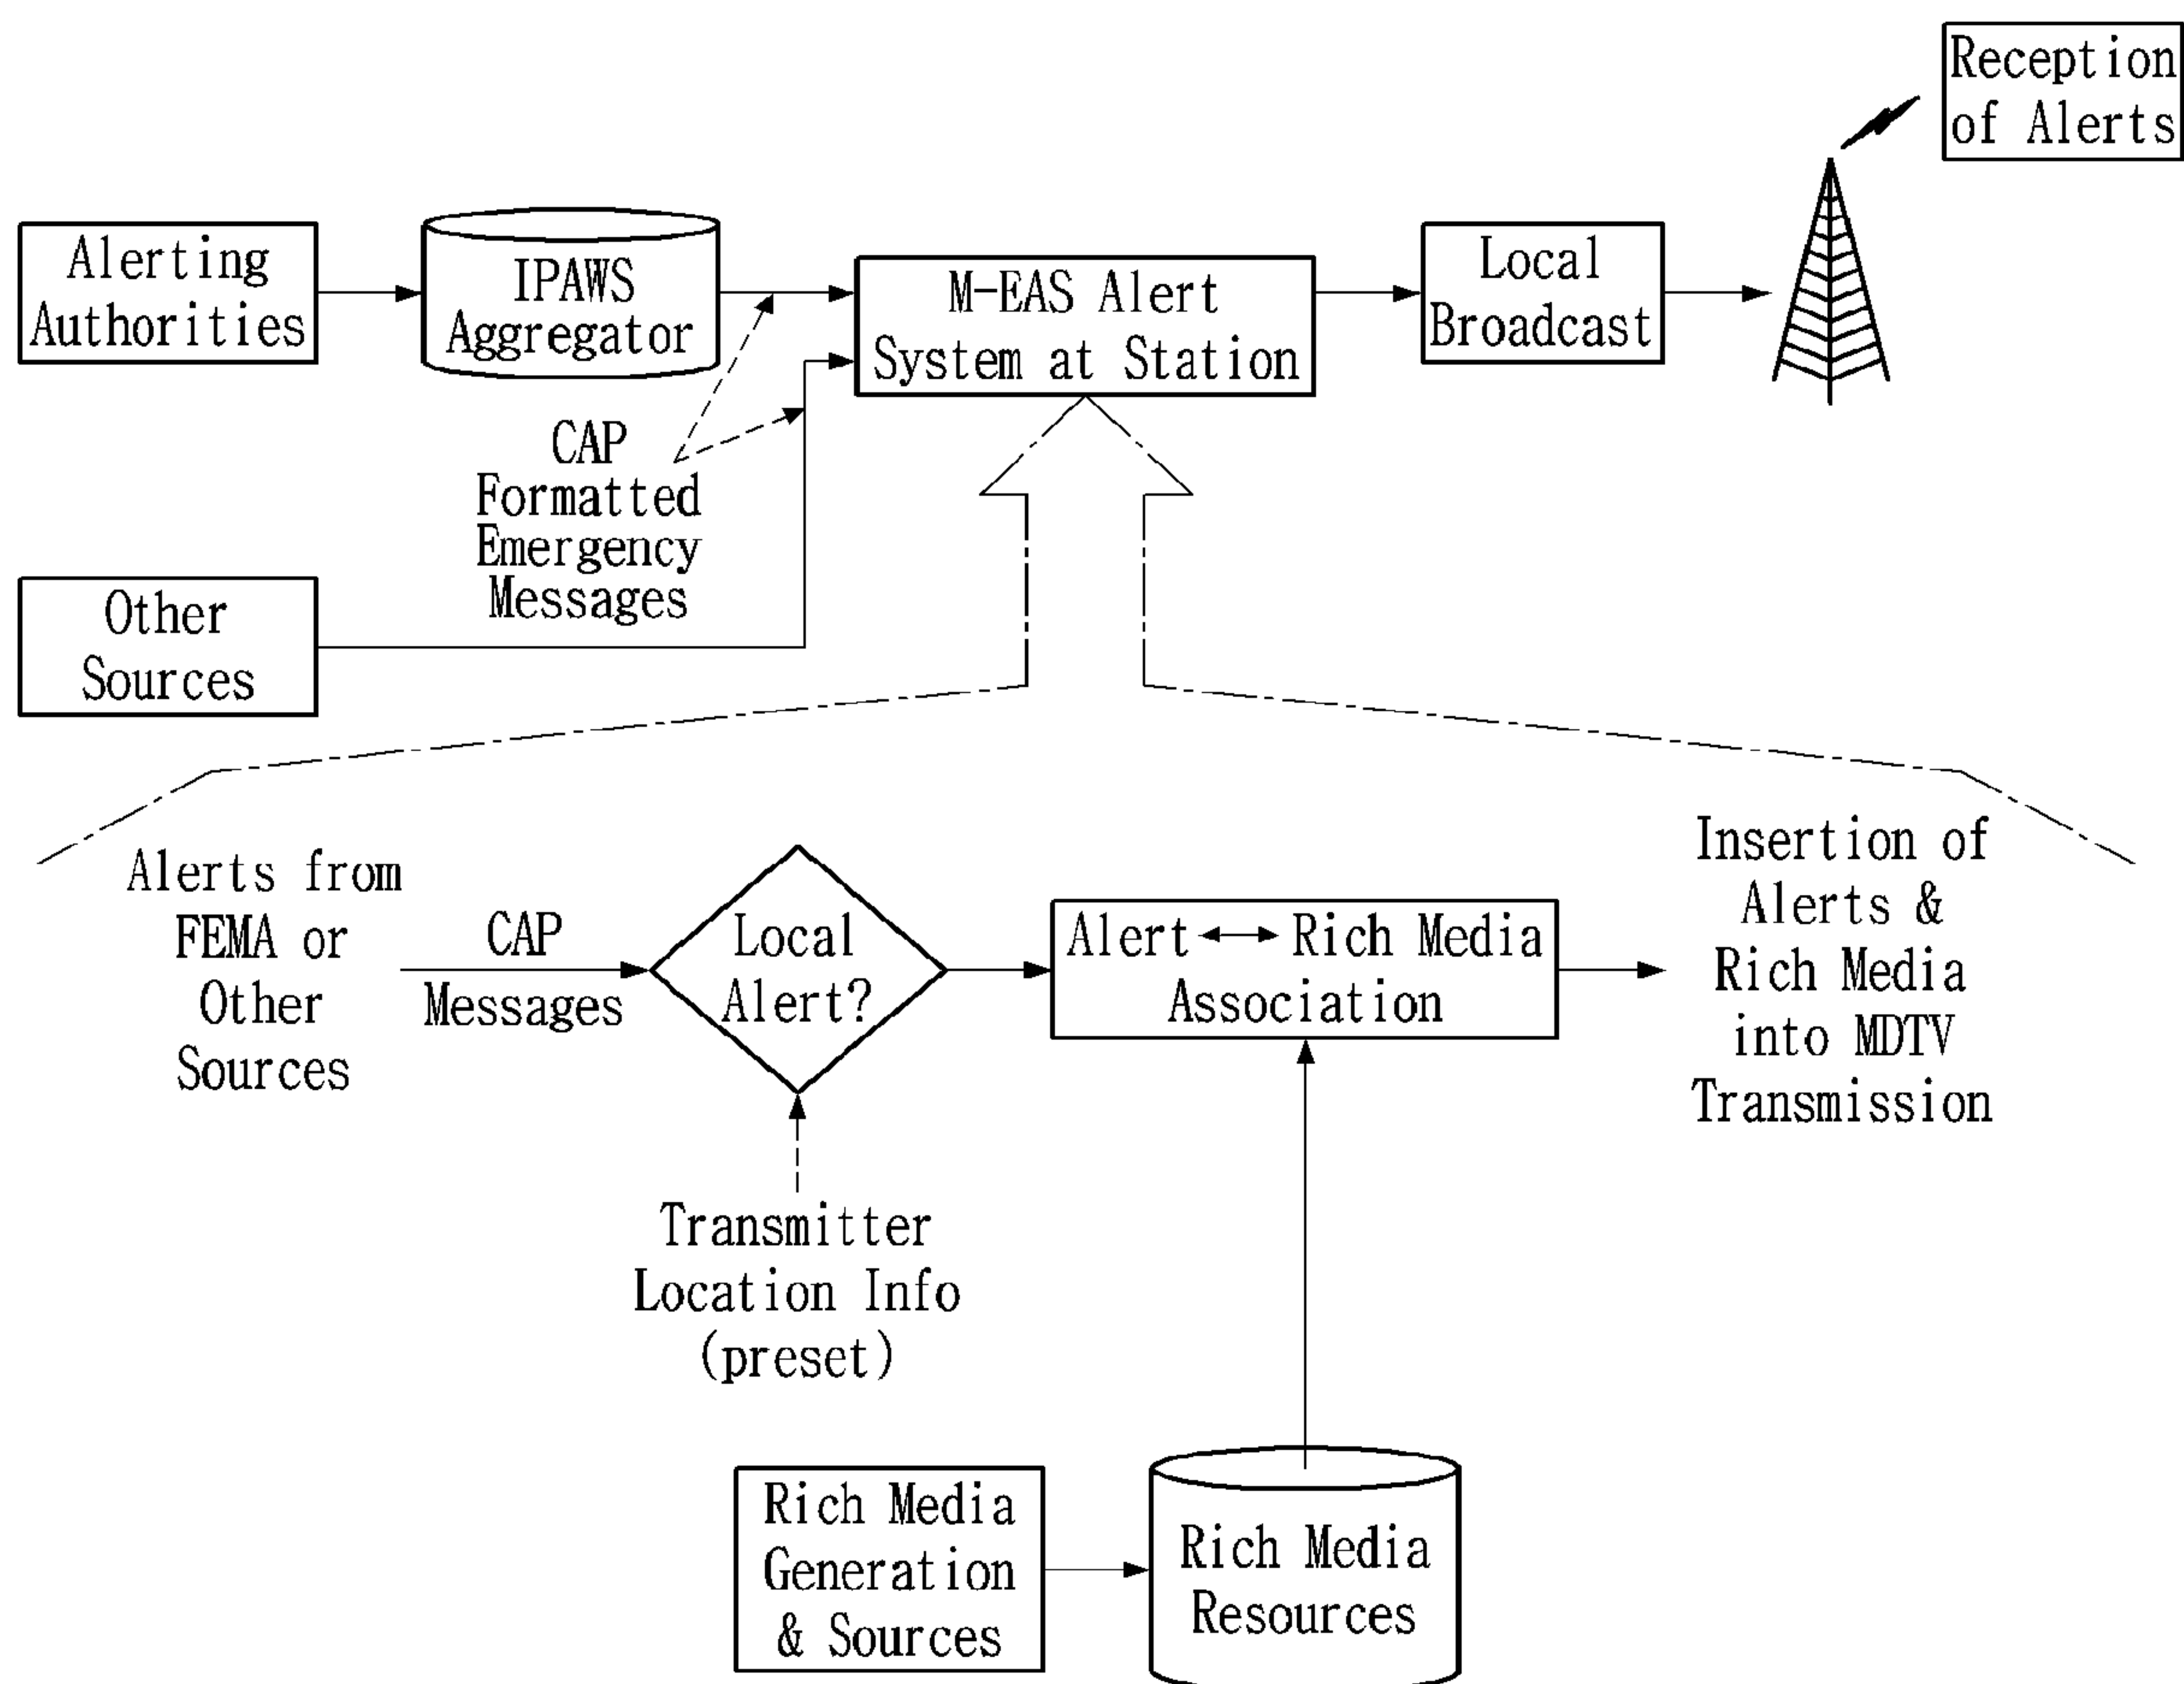 Reception
of Alerts
Alerting
Authorities
IPAWS
Aggregator
M-EAS Alert
System at Station
Local
Broadcast
CAP
Formatted
Emergency
Messages
Other
Sources
Alerts from
FEMA or
Other
Sources
CAP
Messages
Local
Alert?
Alert Rich Media
Association
Insertion of
Alerts &
Rich Media
into MDTV
Transmission
Transmitter
Location Info
(preset)
Rich Media
Generation
& Sources
Rich Media
Resources